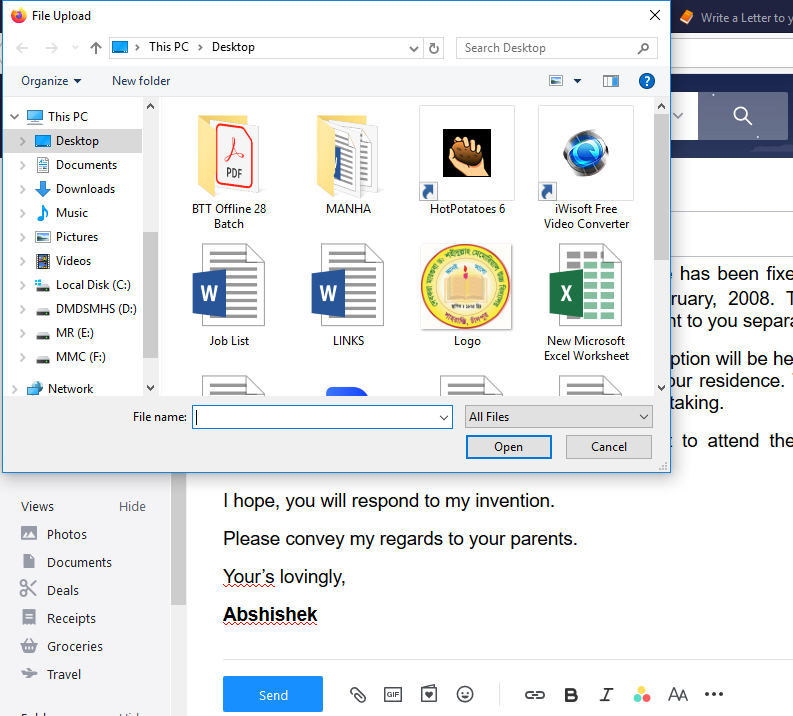 File Upload
Write a Letter to y
This PC > Desktop
Search Desktop
Organize
New folder
This PC
Desktop
Documents
Downloads
Music
Pictures
Videos
Local Disk (C:)
DMDSMHS (D:)
MR (E:)
MMC (F:)
Network
PDF
BTT Offline 28
Batch
MANHA
HotPotatoes 6
iWisoft Free
Video Converter
W
Job List
W
LINKS
Logo
X
New Microsoft
Excel Worksheet
File name:
All Files
Open
Cancel
has been fixe
ruary, 2008. T
nt to you separa
ption will be he
our residence.
taking.
to attend the
I hope, you will respond to my invention.
Please convey my regards to your parents.
Your's lovingly,
Abshishek
Views
Hide
Photos
Documents
Deals
Receipts
Groceries
Travel
Send
GIF
B
I
AA